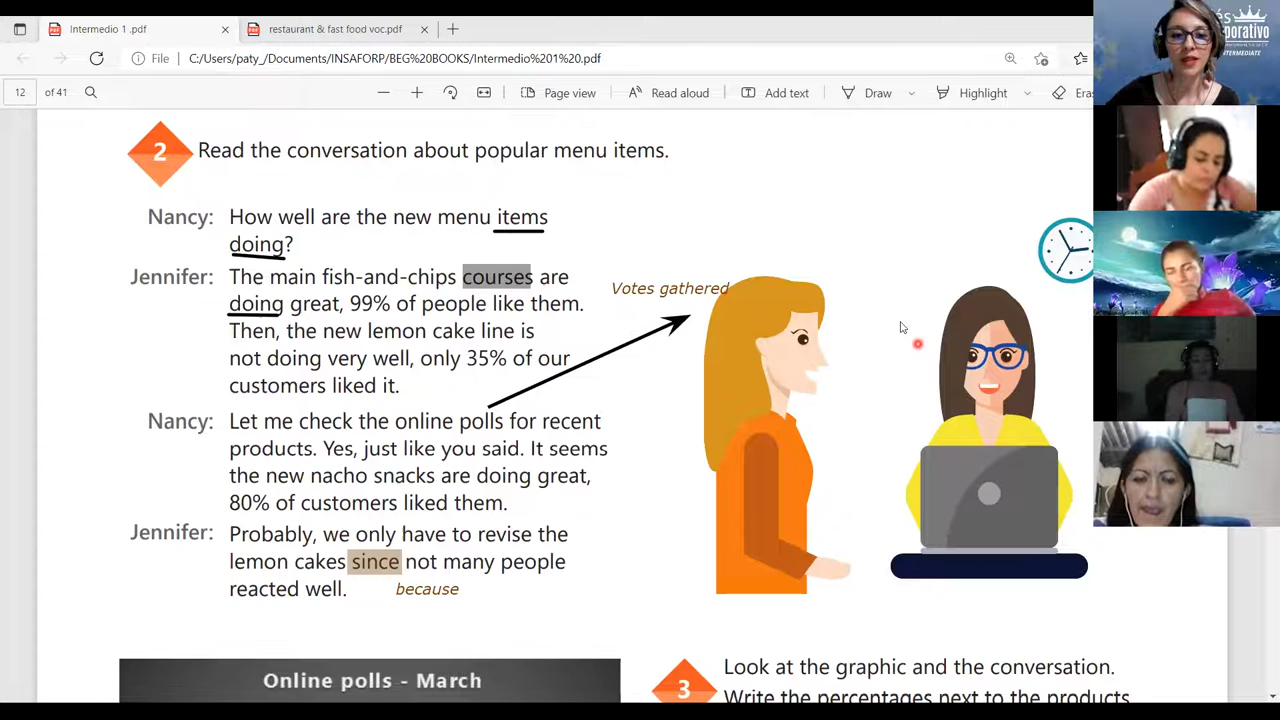 Intermedio 1 .pdf
restaurant & fast food voc.pdf
File
C:/Users/paty_/Documents/INSAFORP/BEG%20BOOKS/Intermedio%201%20.pdf
12 of 41
Page view
Read aloud
Add text
Draw
Highlight
Eras
és
porativo
INTERMEDIATE
2 Read the conversation about popular menu items.
Nancy: How well are the new menu items
doing?
Jennifer: The main fish-and-chips courses are
doing great, 99% of people like them.
Then, the new lemon cake line is
not doing very well, only 35% of our
customers liked it.
Votes gathered
Nancy: Let me check the online polls for recent
products. Yes, just like you said. It seems
the new nacho snacks are doing great,
80% of customers liked them.
Jennifer: Probably, we only have to revise the
lemon cakes since not many people
reacted well.
because
Online polls - March
3 Look at the graphic and the conversation.
Write the percentages next to the products